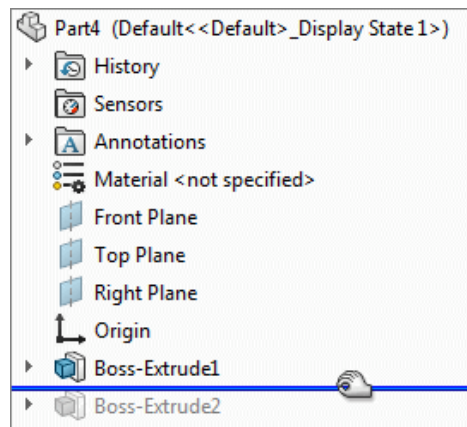 Part4 (Default<<Default>_Display State 1>)
History
Sensors
A Annotations
Material <not specified>
Front Plane
Top Plane
Right Plane
Origin
Boss-Extrude1
Boss-Extrude2